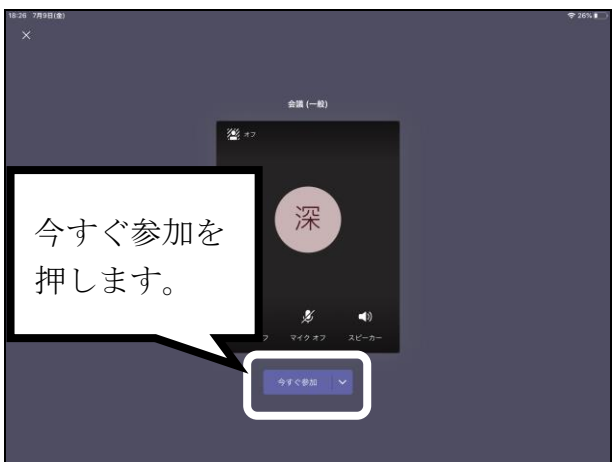 18:26 7月9日(金)
26%
会議 (一般)
オフ
深
今すぐ参加を
押します。
フ マイク オフ スピーカー
今すぐ参加